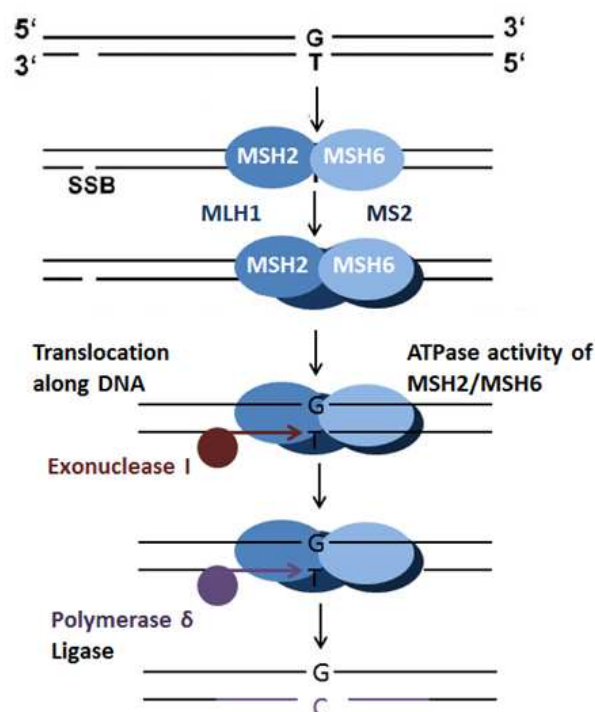 5‘ G 3‘
3‘ T 5‘
MSH2 MSH6
SSB
MLH1 MS2
MSH2 MSH6
Translocation ATPase activity of
along DNA MSH2/MSH6
G
T
Exonuclease I
G
T
Polymerase δ
Ligase
G
C